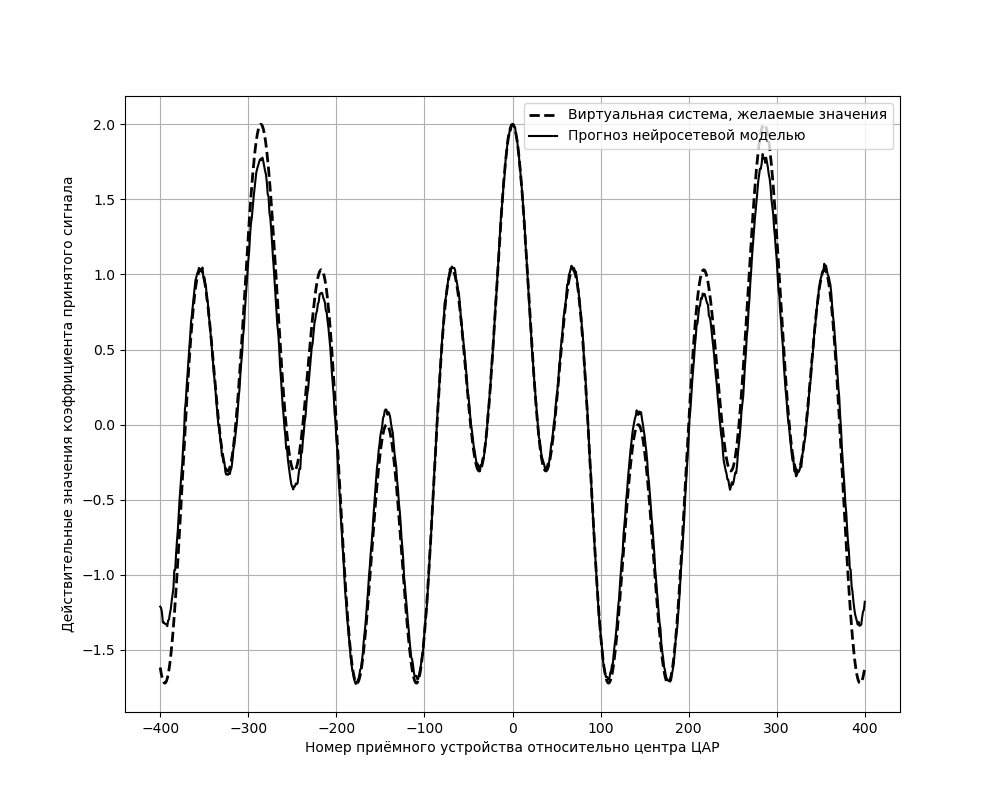 Виртуальная система, желаемые значения
Прогноз нейросетевой моделью
2.0
1.5
1.0
0.5
0.0
−0.5
−1.0
−1.5
Действительные значения коэффициента принятого сигнала
−400 −300 −200 −100 0 100 200 300 400
Номер приёмного устройства относительно центра ЦАР